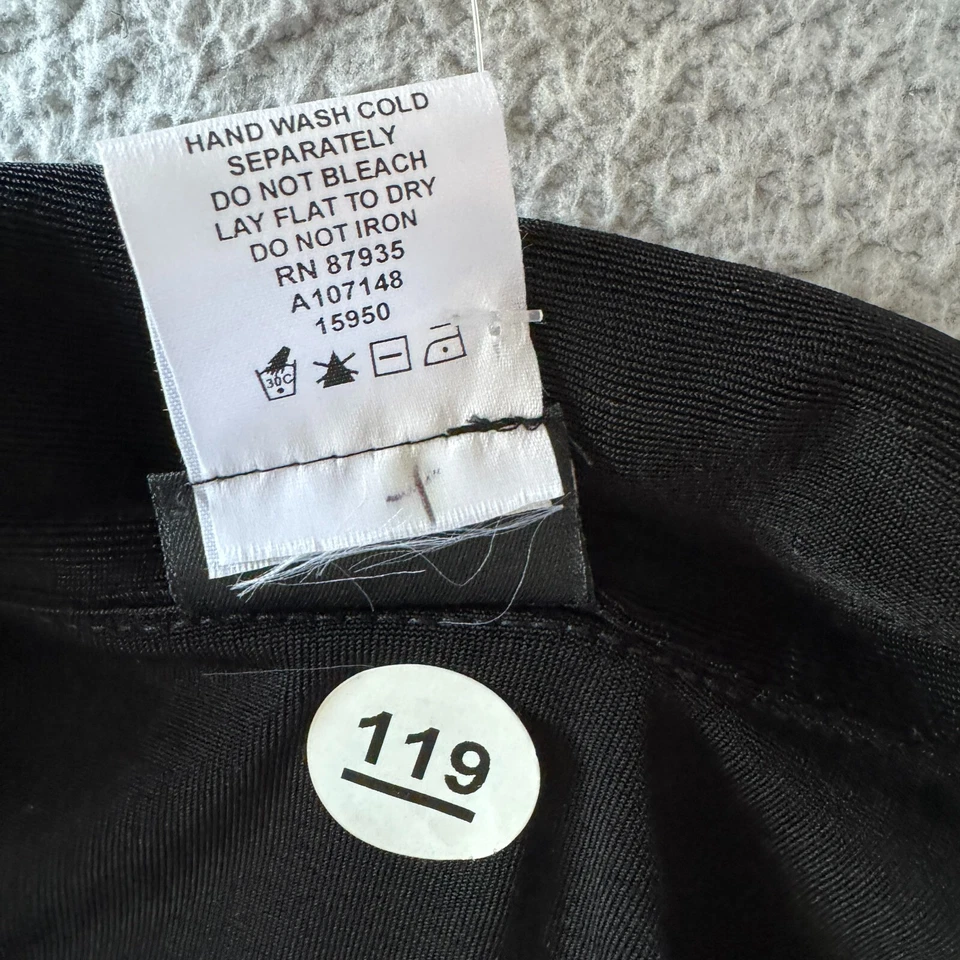 HAND WASH COLD
SEPARATELY
DO NOT BLEACH
LAY FLAT TO DRY
DO NOT IRON
RN 87935
A107148
15950
30C
119